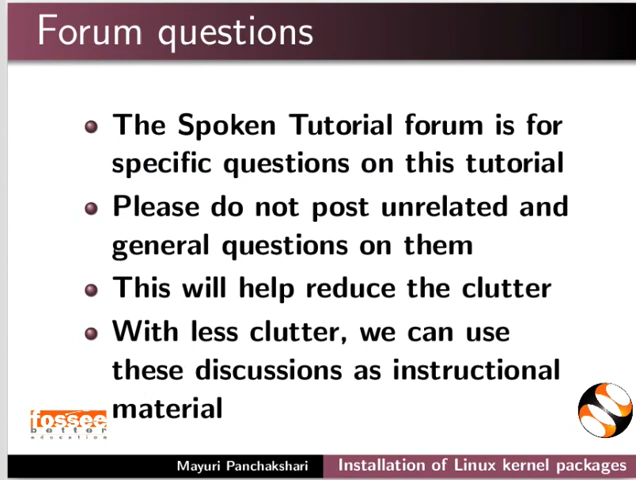 Forum questions
The Spoken Tutorial forum is for
specific questions on this tutorial
Please do not post unrelated and
general questions on them
This will help reduce the clutter
With less clutter, we can use
these discussions as instructional
material
fossee
better
education
Mayuri Panchakshari
Installation of Linux kernel packages